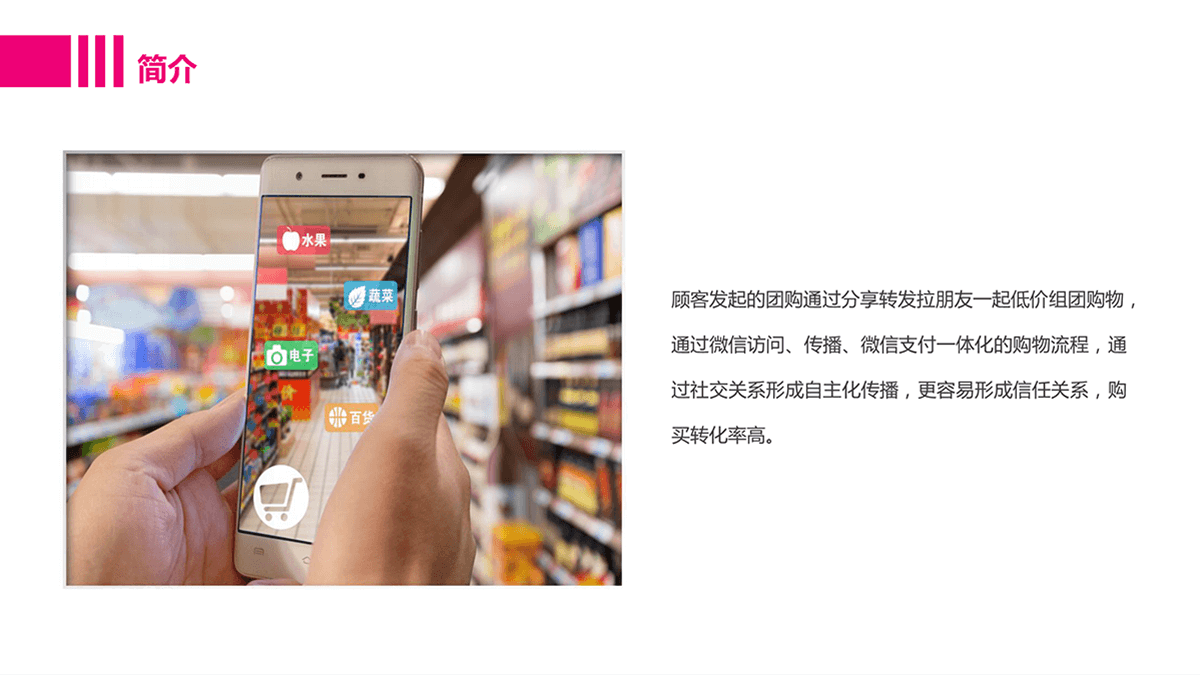 简介
水果
蔬菜
电子
百货
顾客发起的团购通过分享转发拉朋友一起低价组团购物，
通过微信访问、传播、微信支付一体化的购物流程，通
过社交关系形成自主化传播，更容易形成信任关系，购
买转化率高。